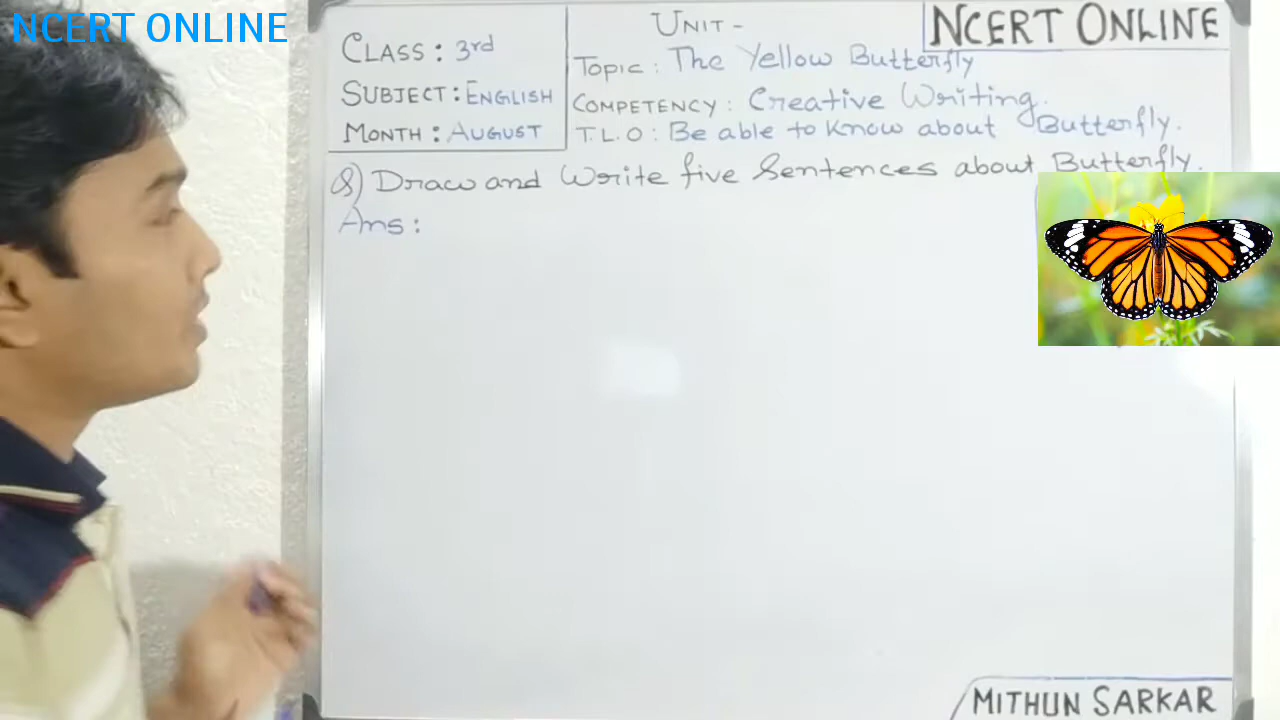 NCERT ONLINE
CLASS : 3rd
SUBJECT : ENGLISH
MONTH : AUGUST
UNIT -
TOPIC : The Yellow Butterfly
COMPETENCY : Creative Writing.
T.L.O : Be able to know about Butterfly.
NCERT ONLINE
Q) Draw and Write five Sentences about Butterfly.
Ans :
MITHUN SARKAR